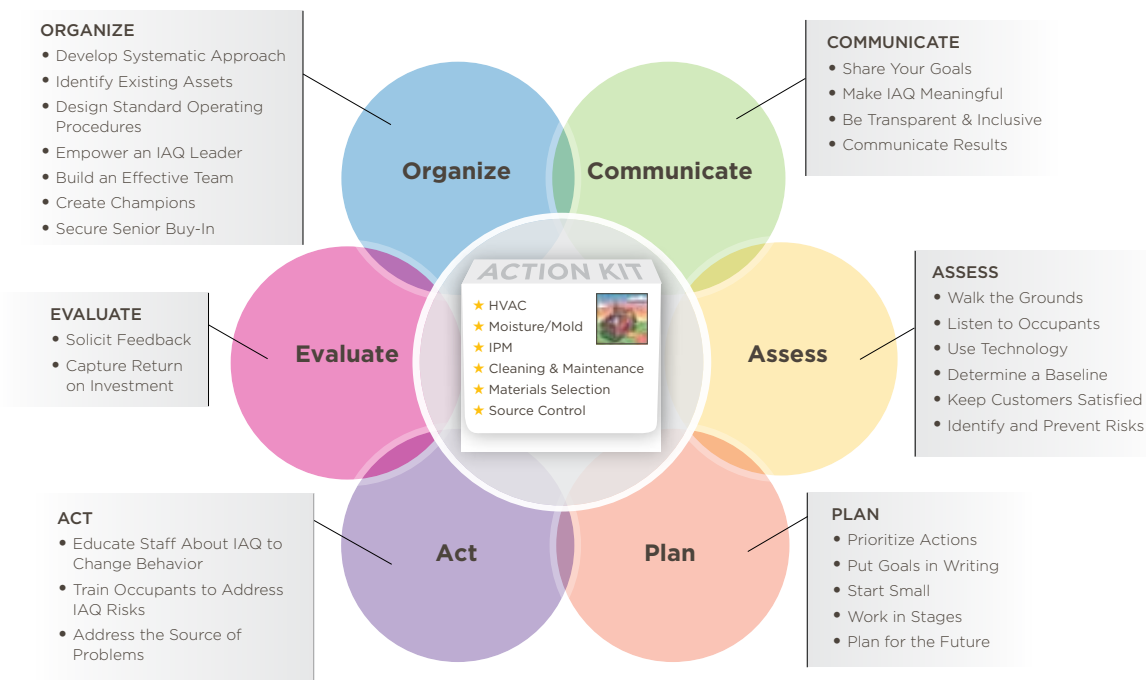 ORGANIZE
• Develop Systematic Approach
• Identify Existing Assets
• Design Standard Operating
Procedures
• Empower an IAQ Leader
• Build an Effective Team
• Create Champions
• Secure Senior Buy-In
COMMUNICATE
• Share Your Goals
• Make IAQ Meaningful
• Be Transparent & Inclusive
• Communicate Results
Organize
Communicate
EVALUATE
• Solicit Feedback
• Capture Return
on Investment
Evaluate
ACTION KIT
★ HVAC
★ Moisture/Mold
★ IPM
★ Cleaning & Maintenance
★ Materials Selection
★ Source Control
Assess
ASSESS
• Walk the Grounds
• Listen to Occupants
• Use Technology
• Determine a Baseline
• Keep Customers Satisfied
• Identify and Prevent Risks
ACT
• Educate Staff About IAQ to
Change Behavior
• Train Occupants to Address
IAQ Risks
• Address the Source of
Problems
Act
Plan
PLAN
• Prioritize Actions
• Put Goals in Writing
• Start Small
• Work in Stages
• Plan for the Future